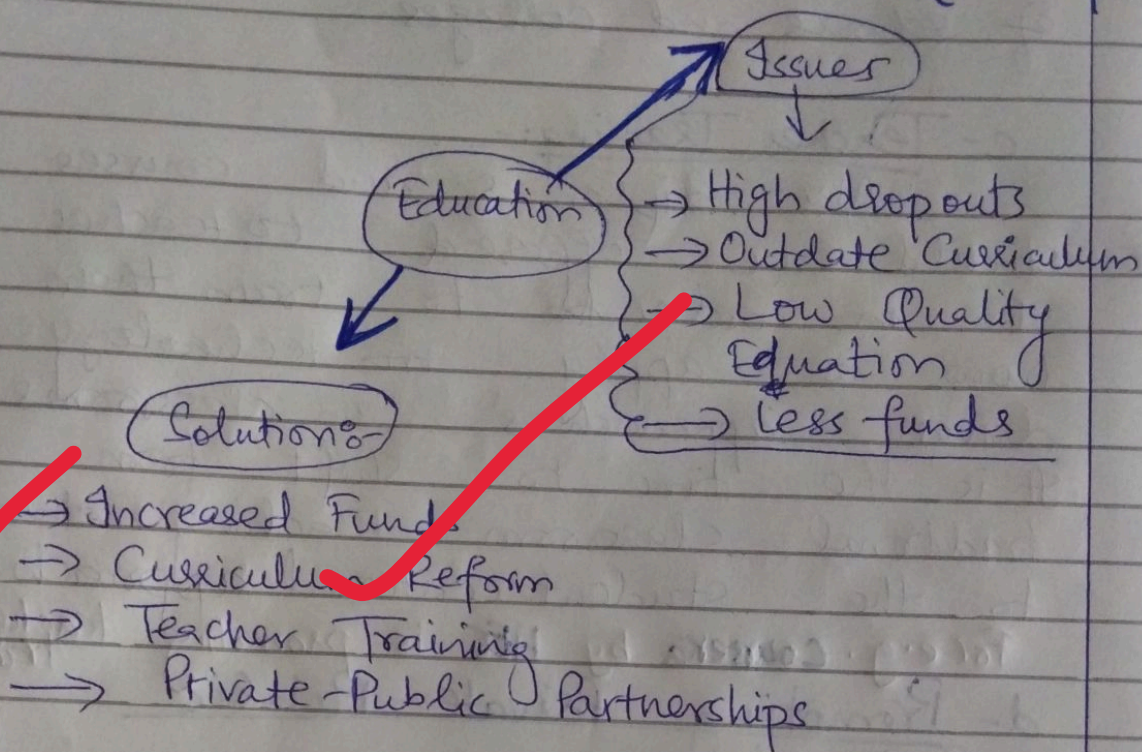 Issues
Education
→ High dropouts
→ Outdate Curriculum
→ Low Quality
Equation
→ Less funds
Solution:-
→ Increased Funds
→ Curriculum Reform
→ Teacher Training
→ Private-Public Partnerships